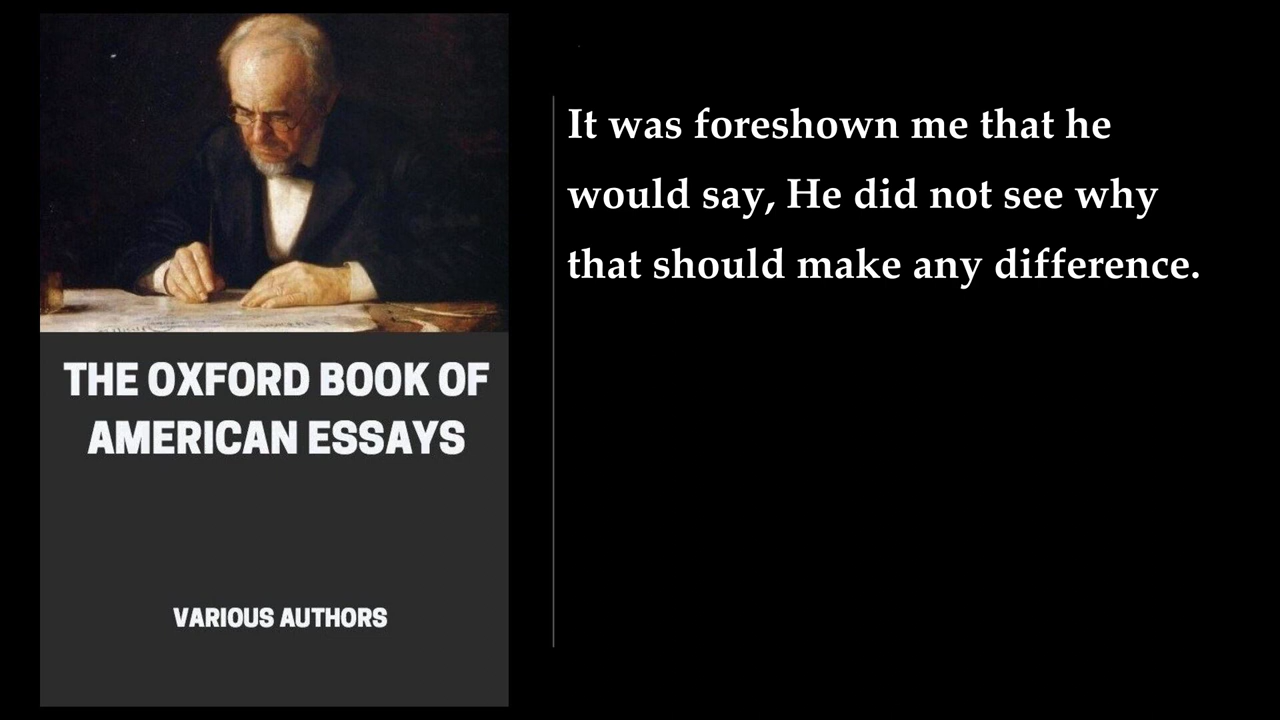 THE OXFORD BOOK OF
AMERICAN ESSAYS
VARIOUS AUTHORS
It was foreshown me that he
would say, He did not see why
that should make any difference.